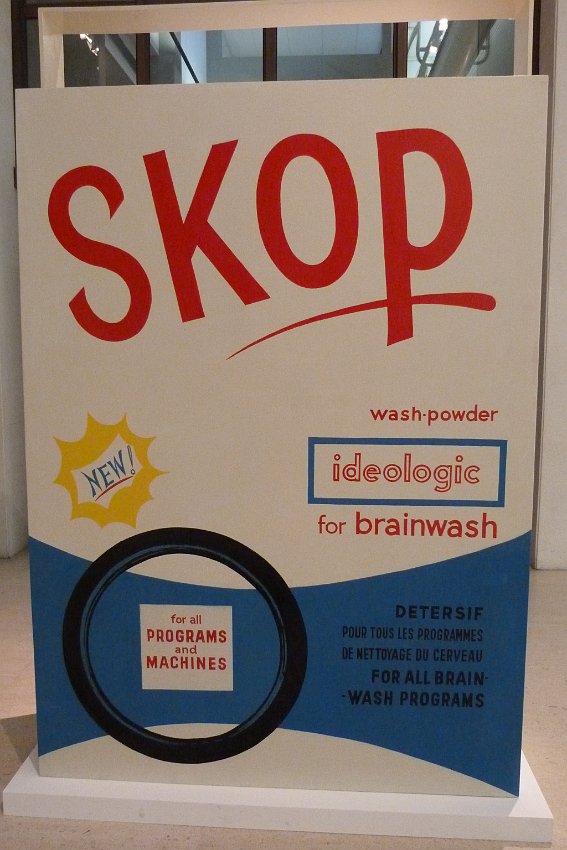 SKOP
wash-powder
ideologic
for brainwash
NEW!
for all
PROGRAMS
and
MACHINES
DETERSIF
POUR TOUS LES PROGRAMMES
DE NETTOYAGE DU CERVEAU
FOR ALL BRAIN-
-WASH PROGRAMS